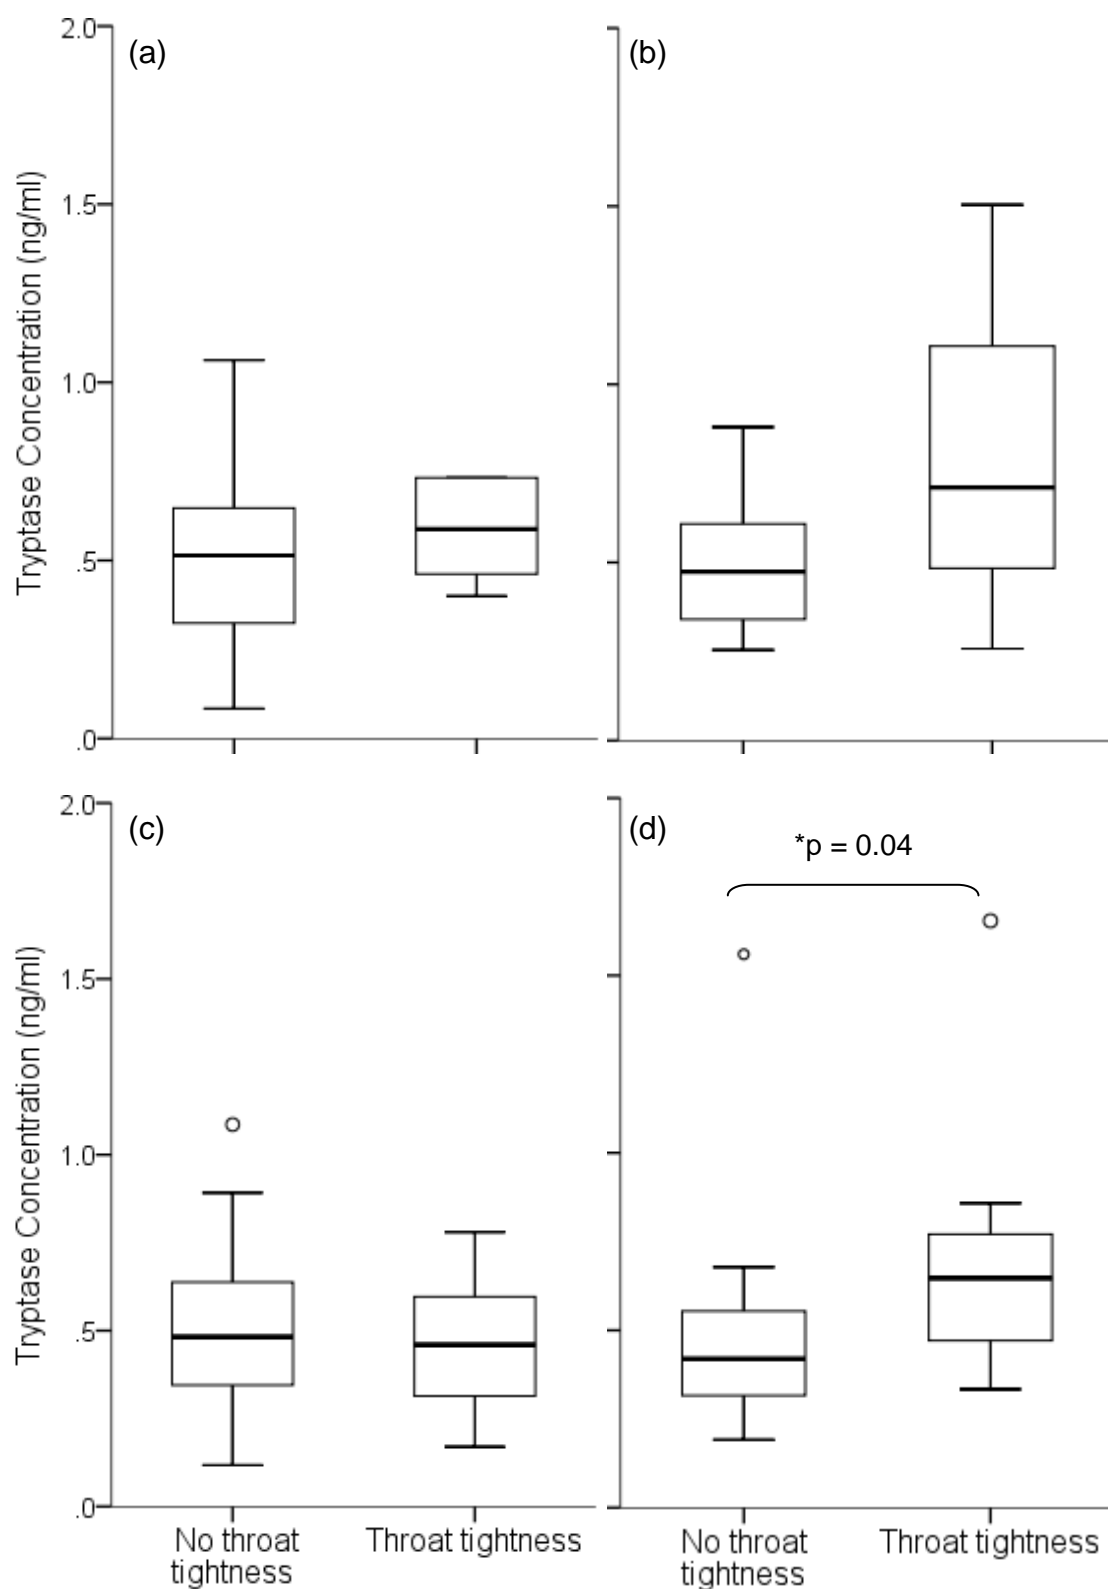 (a)
(b)
Tryptase Concentration (ng/ml)
2.0
1.5
1.0
.5
.0
(c)
(d)
*p = 0.04
Tryptase Concentration (ng/ml)
2.0
1.5
1.0
.5
.0
No throat
tightness
Throat tightness
No throat
tightness
Throat tightness